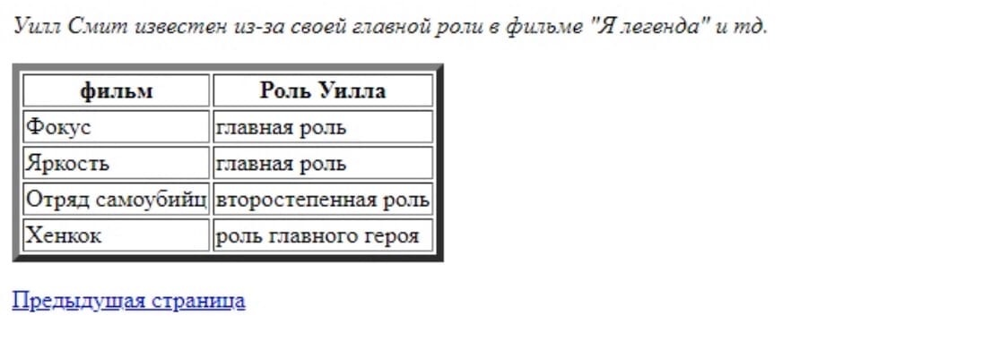 Уилл Смит известен из-за своей главной роли в фильме "Я легенда" и тд.
фильм Роль Уилла
Фокус главная роль
Яркость главная роль
Отряд самоубийц второстепенная роль
Хенкок роль главного героя
Предыдущая страница